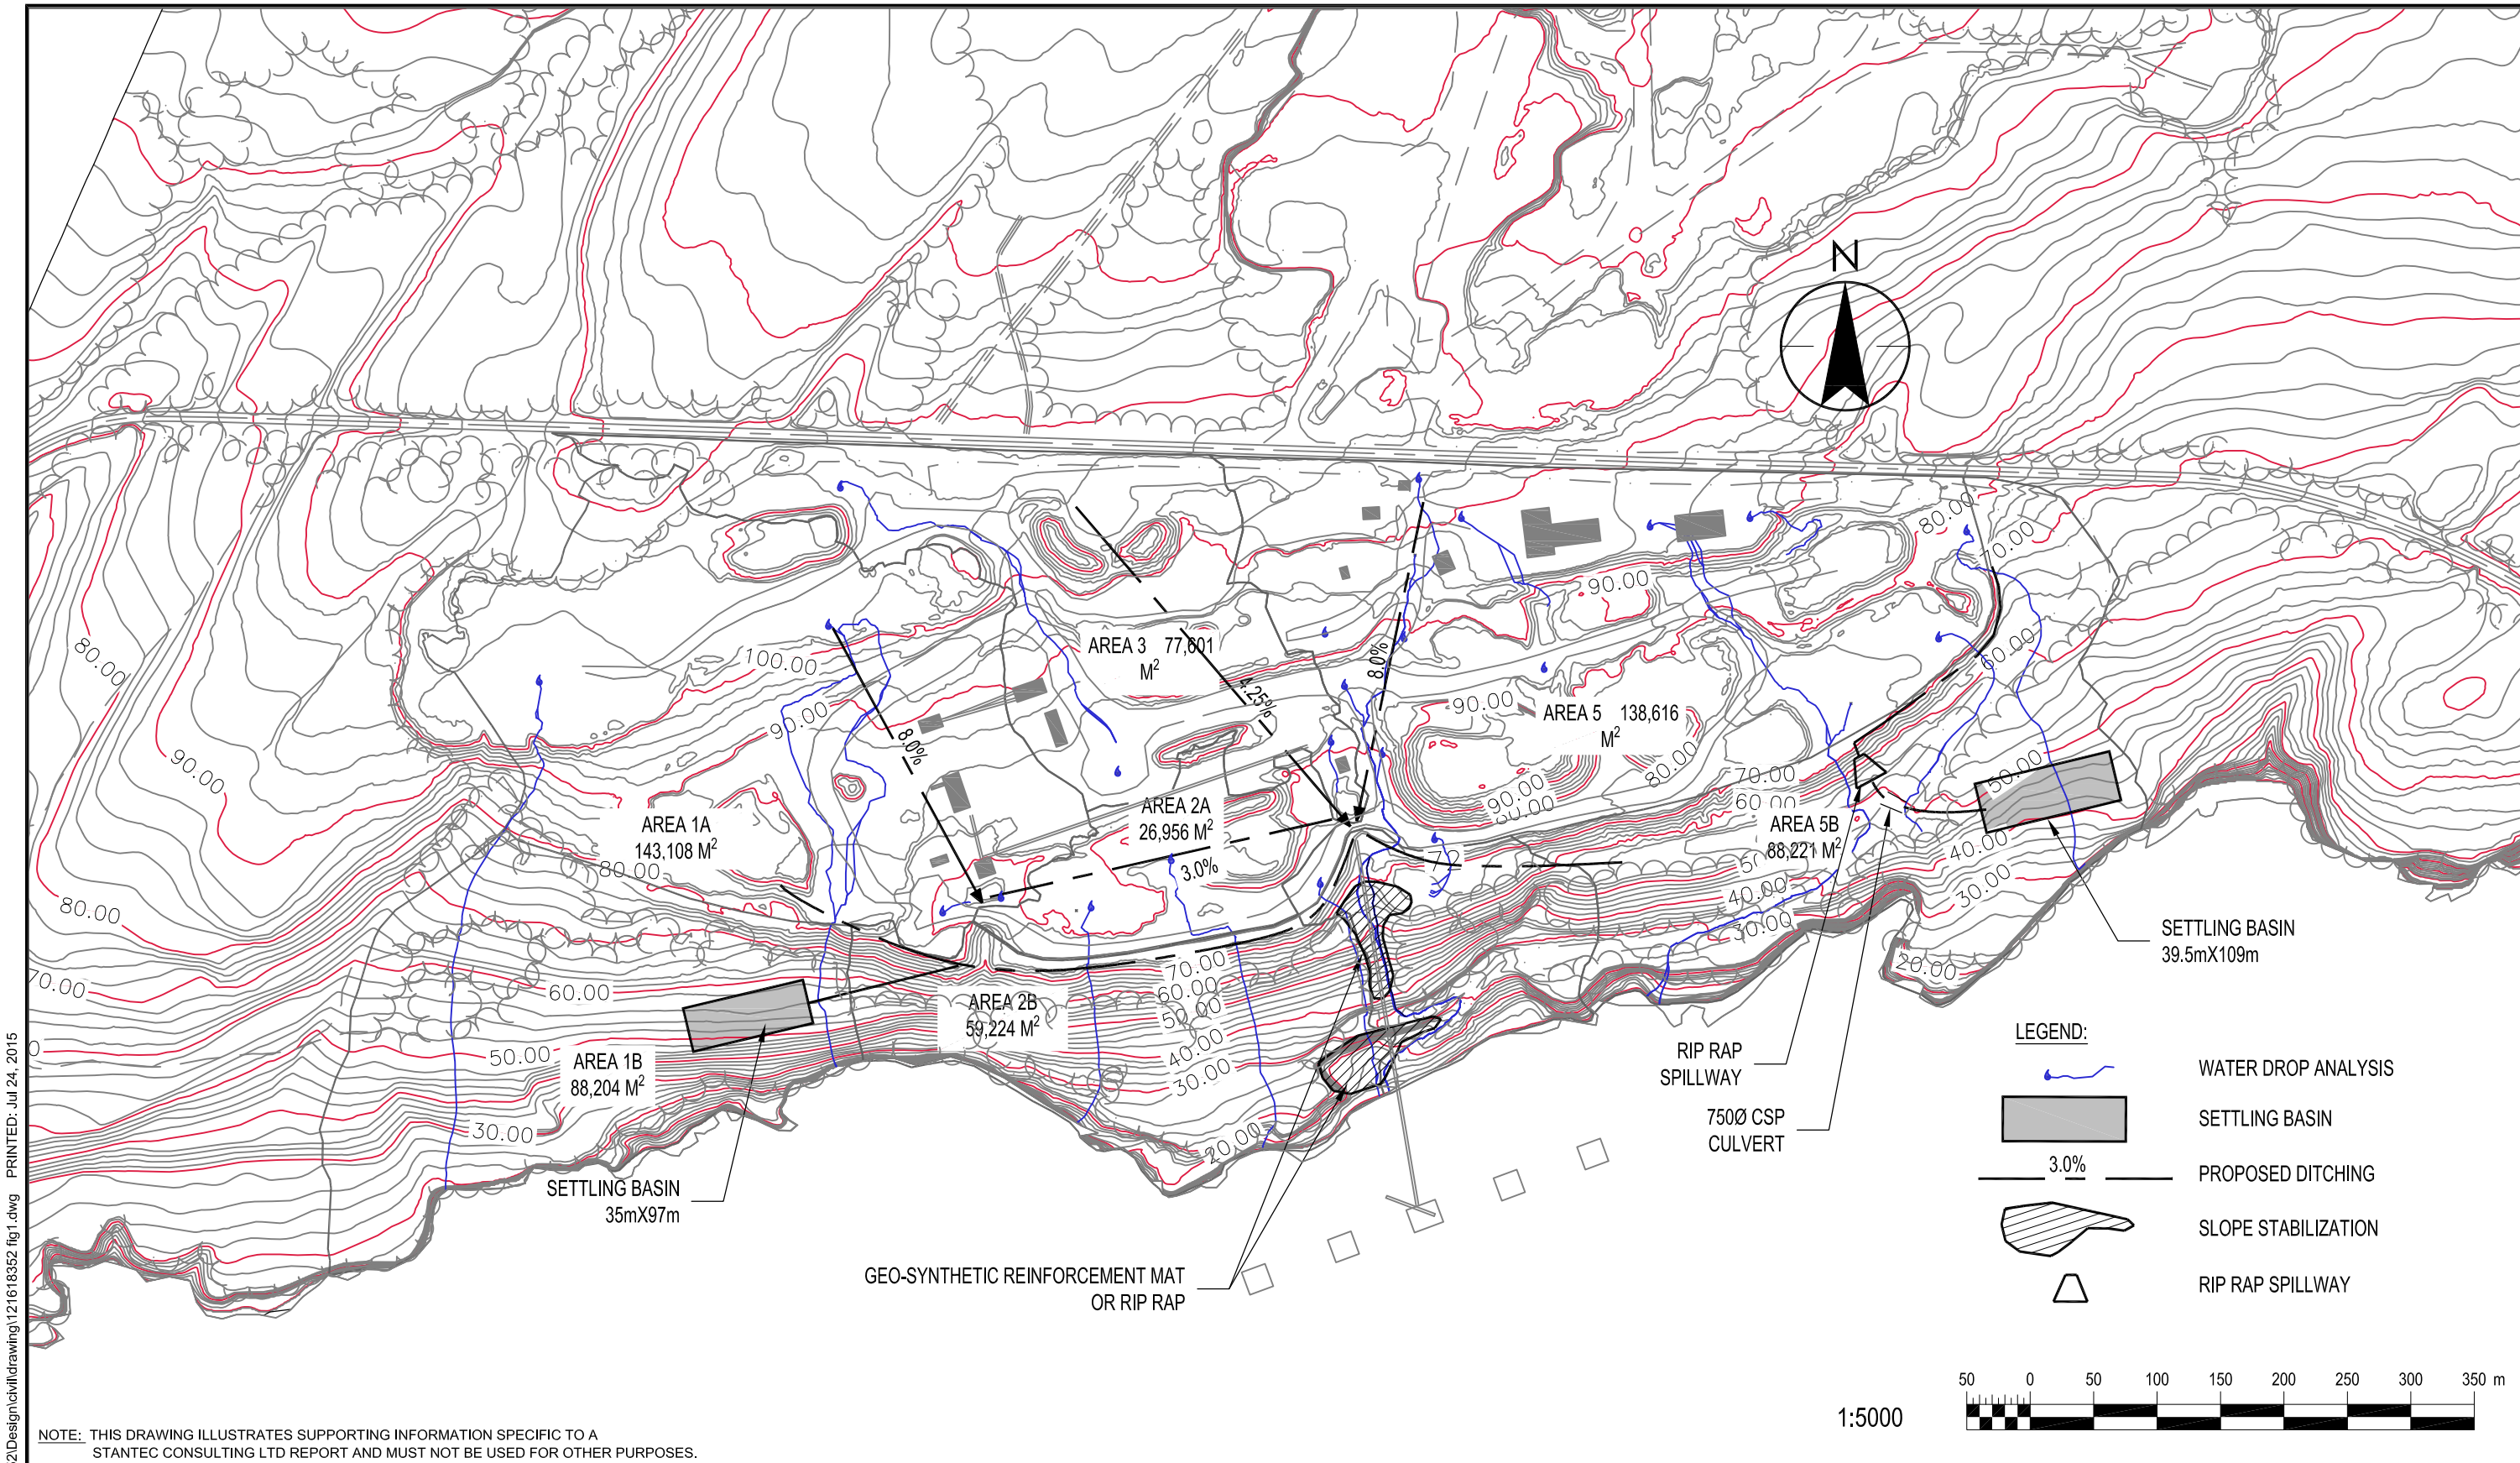 N
80.00
70.00
90.00
60.00
80.00
100.00
90.00
90.00
8.0%
AREA 3 77,601
M²
4.25%
8.0%
90.00
AREA 5 138,616
M²
80.00
90.00
80.00
70.00
60.00
50.00
AREA 1A
143,108 M²
80.00
AREA 2A
26,956 M²
3.0%
72
AREA 5B
88,221 M²
40.00
40.00
30.00
30.00
20.00
80.00
70.00
60.00
50.00
70.00
60.00
50.00
40.00
30.00
20.00
AREA 2B
59,224 M²
AREA 1B
88,204 M²
30.00
SETTLING BASIN
39.5mX109m
RIP RAP
SPILLWAY
750Ø CSP
CULVERT
SETTLING BASIN
35mX97m
GEO-SYNTHETIC REINFORCEMENT MAT
OR RIP RAP
LEGEND:
WATER DROP ANALYSIS
SETTLING BASIN
3.0%
PROPOSED DITCHING
SLOPE STABILIZATION
RIP RAP SPILLWAY
50 0 50 100 150 200 250 300 350 m
1:5000
NOTE: THIS DRAWING ILLUSTRATES SUPPORTING INFORMATION SPECIFIC TO A
STANTEC CONSULTING LTD REPORT AND MUST NOT BE USED FOR OTHER PURPOSES.
2\Design\civil\drawing\121618352 fig1.dwg PRINTED: Jul 24, 2015